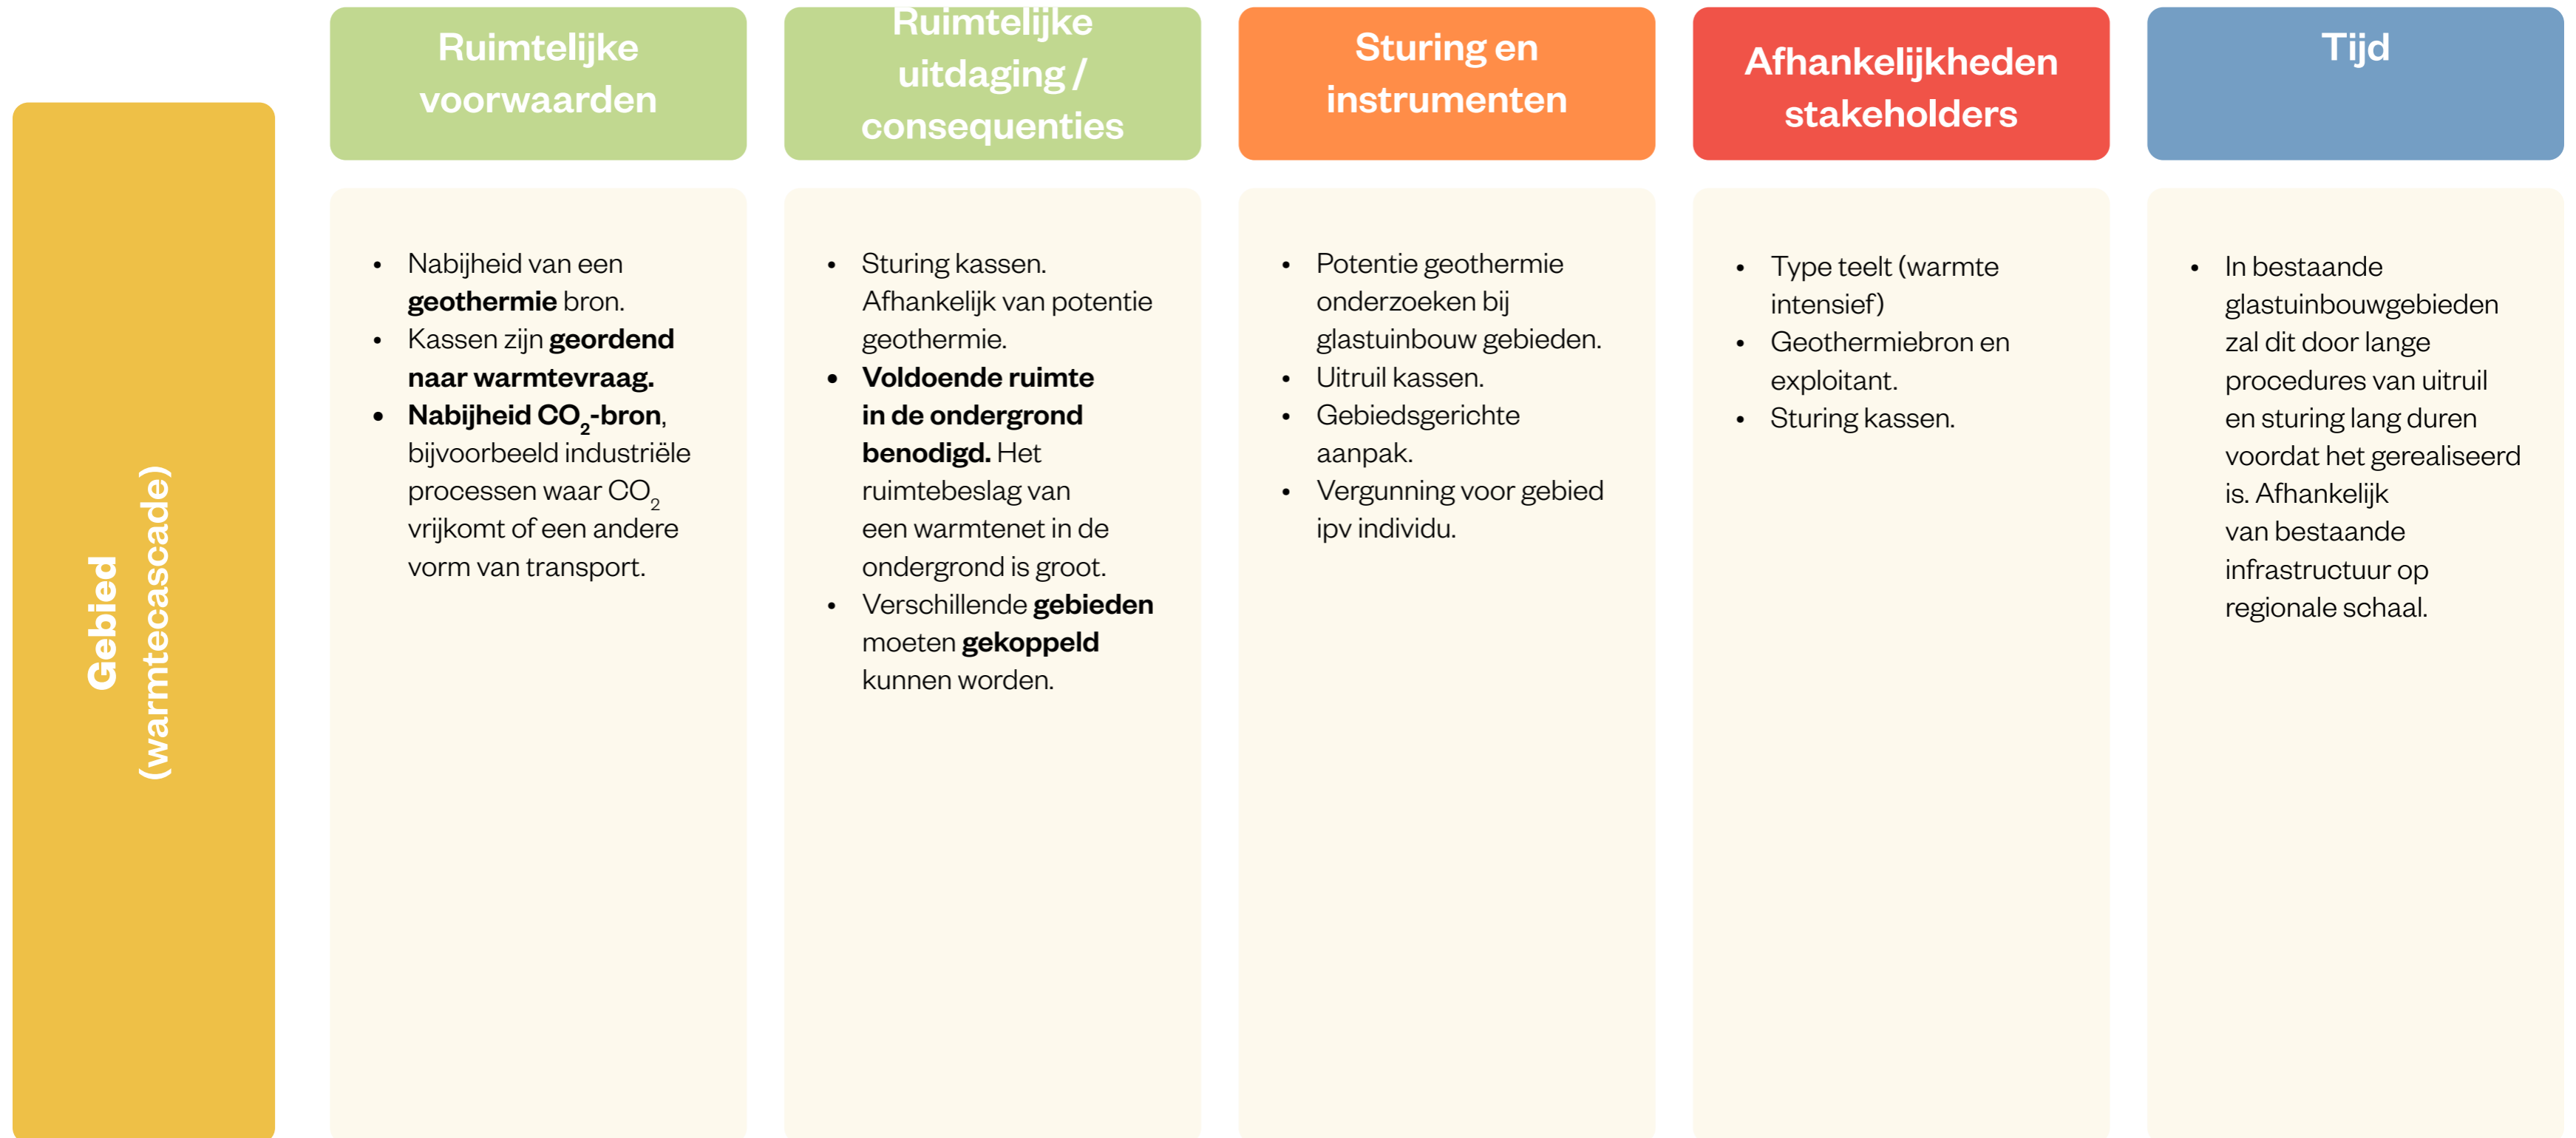 Gebied
(warmtecascade)
Ruimtelijke
voorwaarden
• Nabijheid van een
geothermie bron.
• Kassen zijn geordend
naar warmtevraag.
• Nabijheid CO₂-bron,
bijvoorbeeld industriële
processen waar CO₂
vrijkomt of een andere
vorm van transport.
Ruimtelijke
uitdaging /
consequenties
• Sturing kassen.
Afhankelijk van potentie
geothermie.
• Voldoende ruimte
in de ondergrond
benodigd. Het
ruimtebeslag van
een warmtenet in de
ondergrond is groot.
• Verschillende gebieden
moeten gekoppeld
kunnen worden.
Sturing en
instrumenten
• Potentie geothermie
onderzoeken bij
glastuinbouw gebieden.
• Uitruil kassen.
• Gebiedsgerichte
aanpak.
• Vergunning voor gebied
ipv individu.
Afhankelijkheden
stakeholders
• Type teelt (warmte
intensief)
• Geothermiebron en
exploitant.
• Sturing kassen.
Tijd
• In bestaande
glastuinbouwgebieden
zal dit door lange
procedures van uitruil
en sturing lang duren
voordat het gerealiseerd
is. Afhankelijk
van bestaande
infrastructuur op
regionale schaal.